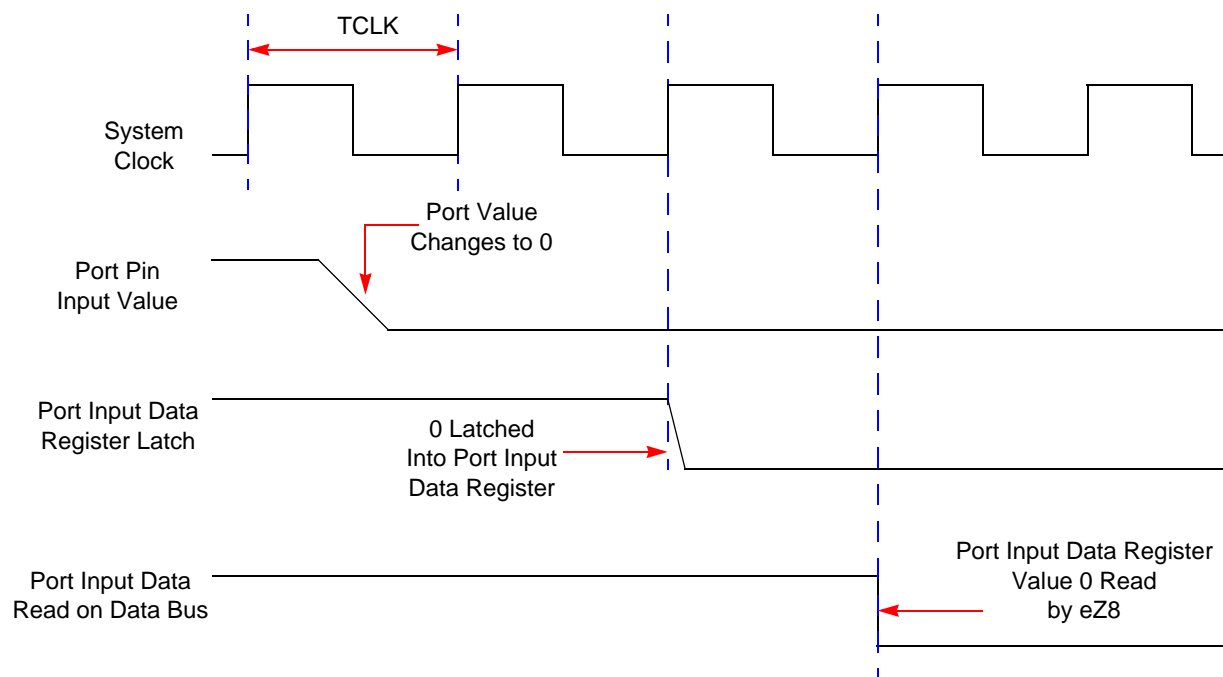 TCLK
System
Clock
Port Value
Changes to 0
Port Pin
Input Value
Port Input Data
Register Latch
0 Latched
Into Port Input
Data Register
Port Input Data
Read on Data Bus
Port Input Data Register
Value 0 Read
by eZ8